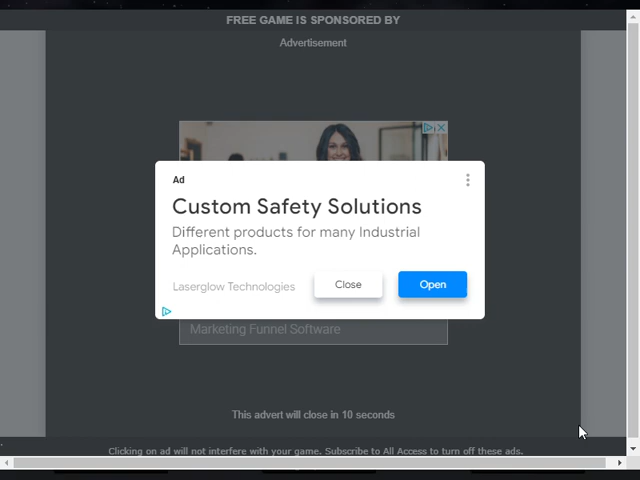 FREE GAME IS SPONSORED BY
Advertisement
Ad
Custom Safety Solutions
Different products for many Industrial
Applications.
Laserglow Technologies
Close
Open
Marketing Funnel Software
This advert will close in 10 seconds
Clicking on ad will not interfere with your game. Subscribe to All Access to turn off these ads.